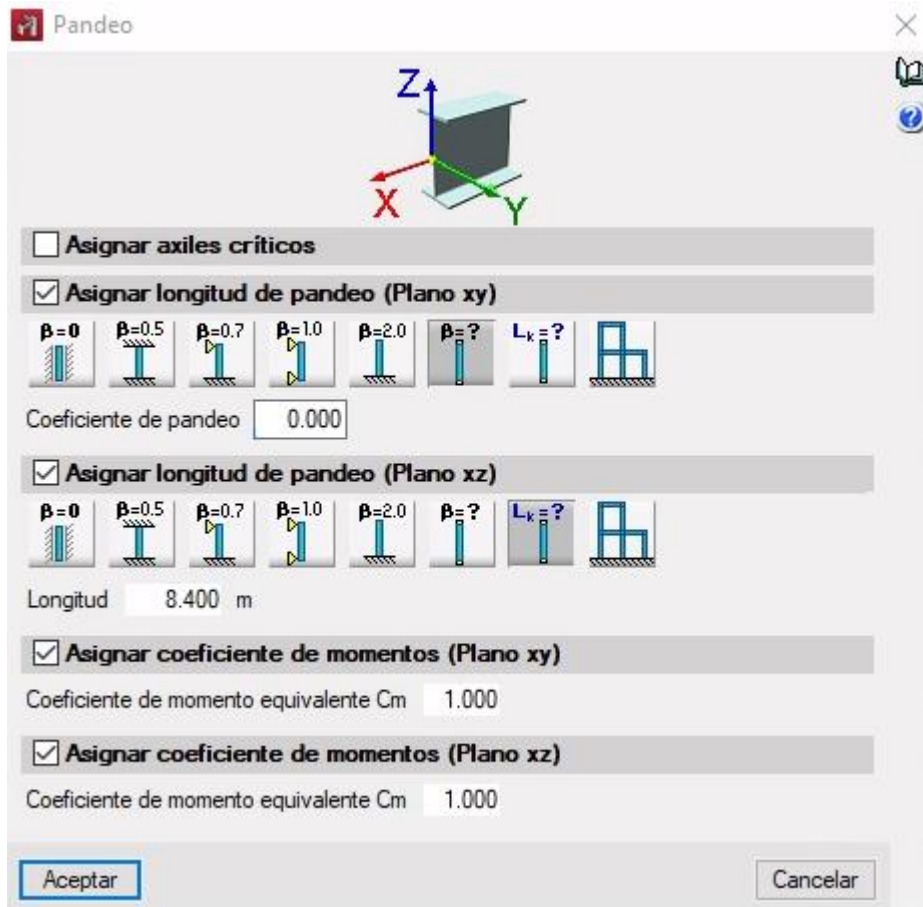 Pandeo
Z
X
Y
Asignar axiles críticos
Asignar longitud de pandeo (Plano xy)
β=0 β=0.5 β=0.7 β=1.0 β=2.0 β=? Lk=?
Coeficiente de pandeo 0.000
Asignar longitud de pandeo (Plano xz)
β=0 β=0.5 β=0.7 β=1.0 β=2.0 β=? Lk=?
Longitud 8.400 m
Asignar coeficiente de momentos (Plano xy)
Coeficiente de momento equivalente Cm 1.000
Asignar coeficiente de momentos (Plano xz)
Coeficiente de momento equivalente Cm 1.000
Aceptar Cancelar